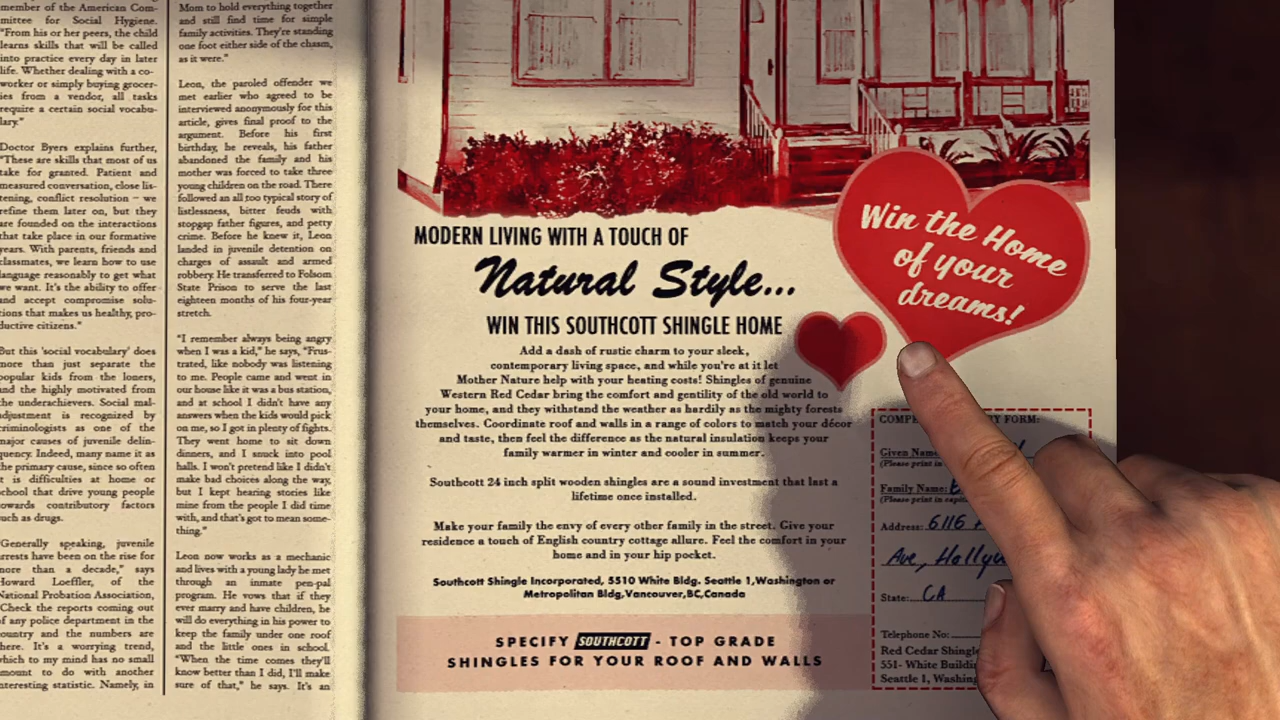 member of the American Com-
mittee for Social Hygiene.
"From his or her peers, the child
learns skills that will be called
into practice every day in later
life. Whether dealing with a co-
worker or simply buying grocer-
ies from a vendor, all tasks
require a certain social vocabu-
lary."
Doctor Byers explains further,
"These are skills that most of us
take for granted. Patient and
measured conversation, close lis-
tening, conflict resolution – we
refine them later on, but they
are founded on the interactions
that take place in our formative
years. With parents, friends and
classmates, we learn how to use
language reasonably to get what
we want. It's the ability to offer
and accept compromise solu-
tions that makes us healthy, pro-
ductive citizens."
But this 'social vocabulary' does
more than just separate the
popular kids from the loners,
and the highly motivated from
the underachievers. Social mal-
adjustment is recognized by
criminologists as one of the
major causes of juvenile delin-
quency. Indeed, many name it as
the primary cause, since so often
it is difficulties at home or
school that drive young people
towards contributory factors
such as drugs.
"Generally speaking, juvenile
arrests have been on the rise for
more than a decade," says
Howard Loeffler, of the
National Probation Association,
"Check the reports coming out
of any police department in the
country and the numbers are
there. It's a worrying trend,
which to my mind has no small
amount to do with another
interesting statistic. Namely, in
Mom to hold everything together
and still find time for simple
family activities. They're standing
one foot either side of the chasm,
as it were."
Leon, the paroled offender we
met earlier who agreed to be
interviewed anonymously for this
article, gives final proof to the
argument. Before his first
birthday, he reveals, his father
abandoned the family and his
mother was forced to take three
young children on the road. There
followed an all too typical story of
listlessness, bitter feuds with
stopgap father figures, and petty
crime. Before he knew it, Leon
landed in juvenile detention on
charges of assault and armed
robbery. He transferred to Folsom
State Prison to serve the last
eighteen months of his four-year
stretch.
"I remember always being angry
when I was a kid," he says, "Frus-
trated, like nobody was listening
to me. People came and went in
our house like it was a bus station,
and at school I didn't have any
answers when the kids would pick
on me, so I got in plenty of fights.
They went home to sit down
dinners, and I snuck into pool
halls. I won't pretend like I didn't
make bad choices along the way,
but I kept hearing stories like
mine from the people I did time
with, and that's got to mean some-
thing."
Leon now works as a mechanic
and lives with a young lady he met
through an inmate pen-pal
program. He vows that if they
ever marry and have children, he
will do everything in his power to
keep the family under one roof
and the little ones in school.
"When the time comes they'll
know better than I did, I'll make
sure of that," he says. It's an
Win the Home
of your
dreams!
MODERN LIVING WITH A TOUCH OF
Natural Style...
WIN THIS SOUTHCOTT SHINGLE HOME
Add a dash of rustic charm to your sleek,
contemporary living space, and while you're at it let
Mother Nature help with your heating costs! Shingles of genuine
Western Red Cedar bring the comfort and gentility of the old world to
your home, and they withstand the weather as hardily as the mighty forests
themselves. Coordinate roof and walls in a range of colors to match your décor
and taste, then feel the difference as the natural insulation keeps your
family warmer in winter and cooler in summer.
Southcott 24 inch split wooden shingles are a sound investment that last a
lifetime once installed.
Make your family the envy of every other family in the street. Give your
residence a touch of English country cottage allure. Feel the comfort in your
home and in your hip pocket.
Southcott Shingle Incorporated, 5510 White Bldg. Seattle 1,Washington or
Metropolitan Bldg,Vancouver,BC,Canada
SPECIFY SOUTHCOTT - TOP GRADE
SHINGLES FOR YOUR ROOF AND WALLS
FORM:
Given
(Please print in
Family Name:
(Please print in
Address: 6116
Ave,
State: CA
Telephone No:
Red Cedar
551- White
Seattle 1,